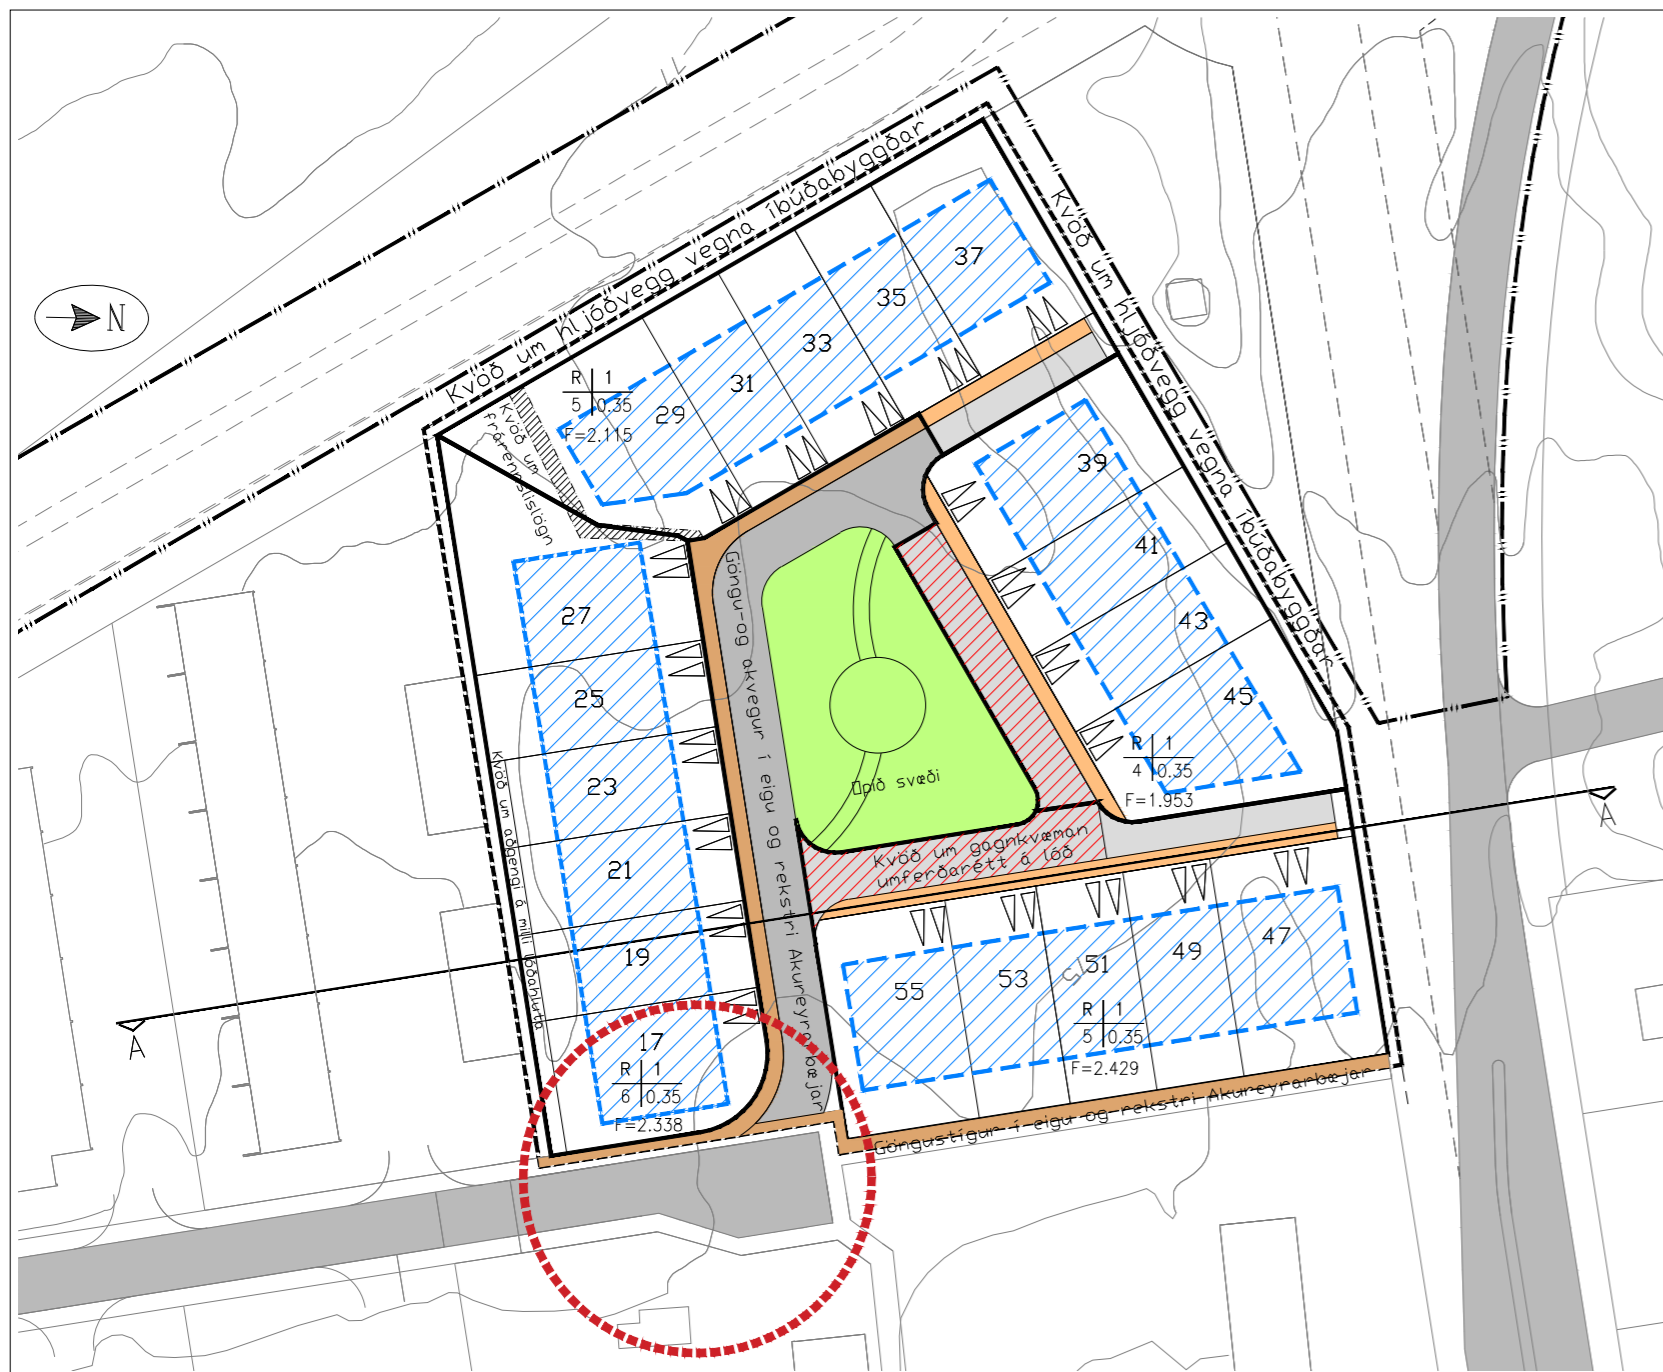 Kvöð um hljóðvegg vegna íbúðabyggðar
Kvöð um hljóðvegg vegna íbúðabyggðar
N
37
35
33
31
29
R 1
5 0.35
F=2.115
Kvöð um
frárennslislögn
39
41
43
45
R 1
4 0.35
F=1.953
27
25
23
21
19
17
R 1
6 0.35
F=2.338
Kvöð um aðgengi á milli lóðahluta
Göngu-og akvegur í eigu og rekstri Akureyrarbæjar
Opið svæði
Kvöð um gagnkvæman
umferðarétt á lóð
A
A
55
53
51
49
47
15
R 1
5 0.35
F=2.429
Göngustígur í eigu og rekstri Akureyrarbæjar